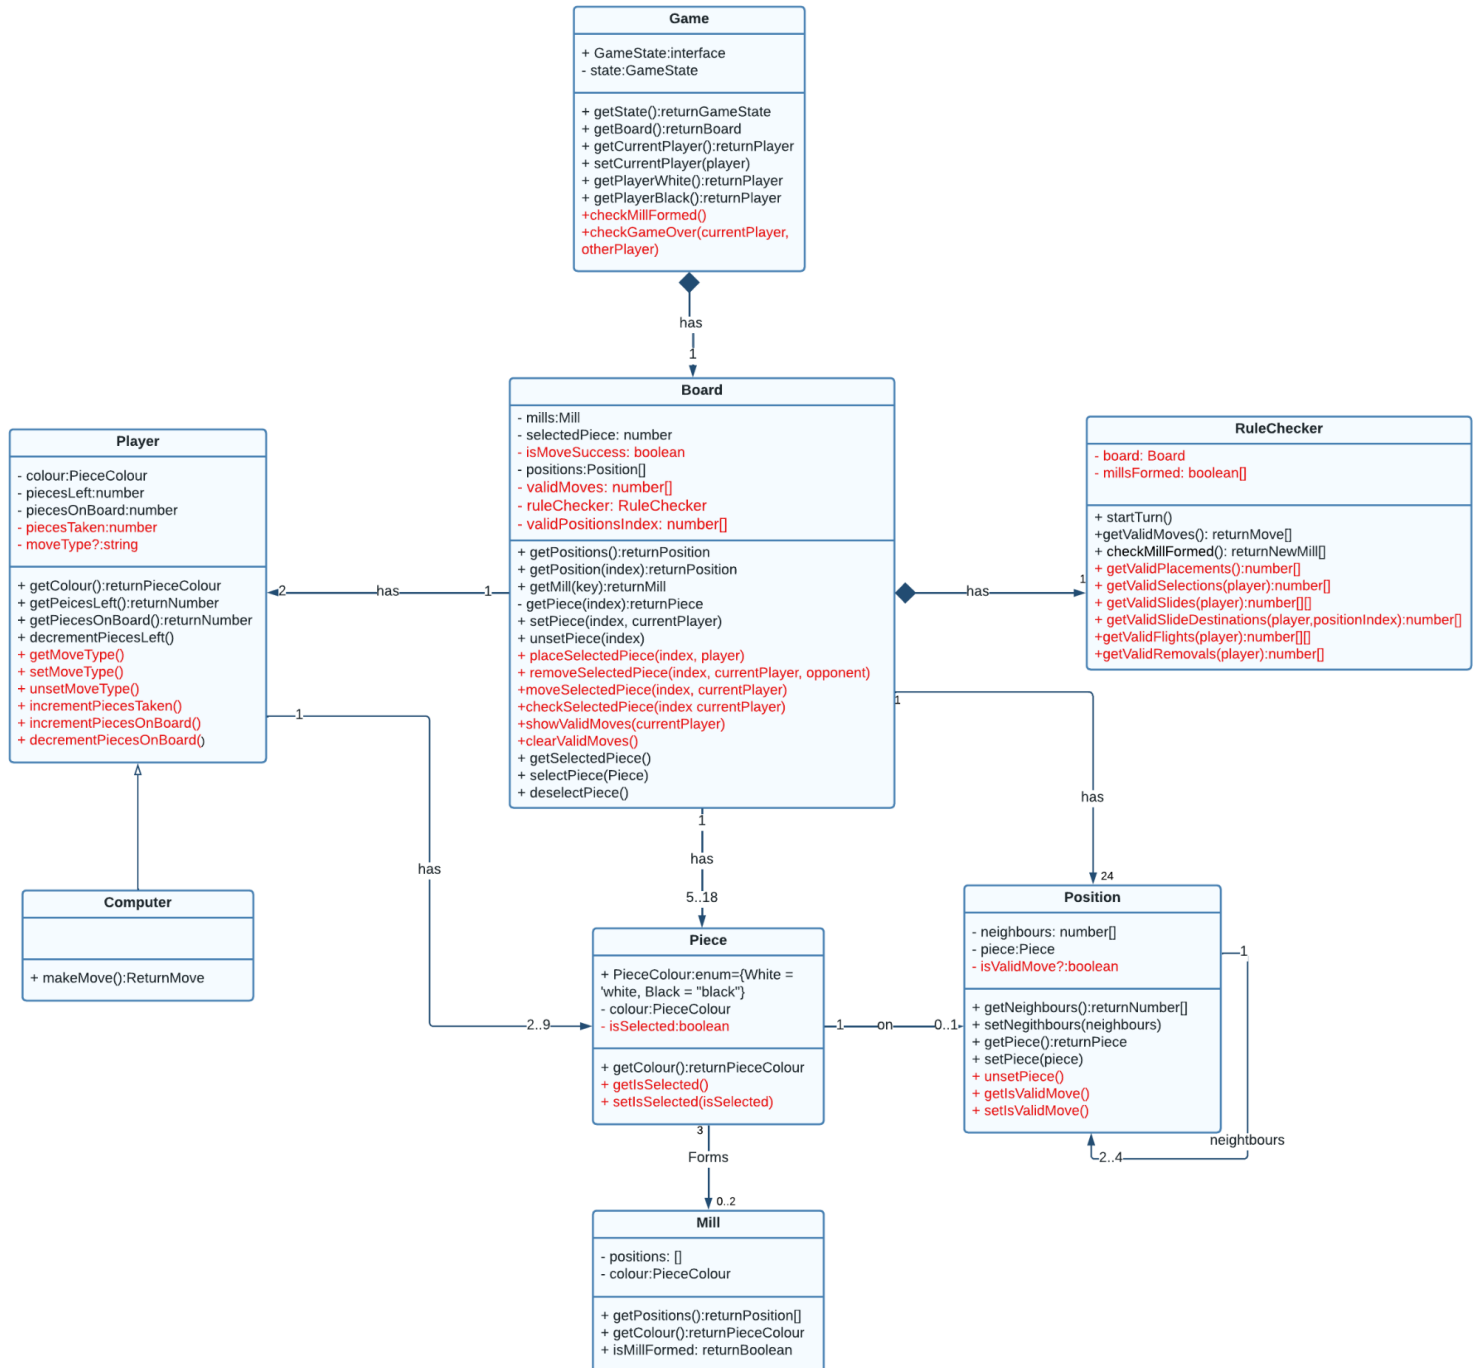 Game
+ GameState:interface
- state:GameState
+ getState():returnGameState
+ getBoard():returnBoard
+ getCurrentPlayer():returnPlayer
+ setCurrentPlayer(player)
+ getPlayerWhite():returnPlayer
+ getPlayerBlack():returnPlayer
+checkMillFormed()
+checkGameOver(currentPlayer,
otherPlayer)
has
1
Board
- mills:Mill
- selectedPiece: number
- isMoveSuccess: boolean
- positions:Position[]
- validMoves: number[]
- ruleChecker: RuleChecker
- validPositionsIndex: number[]
+ getPositions():returnPosition
+ getPosition(index):returnPosition
+ getMill(key):returnMill
- getPiece(index):returnPiece
+ setPiece(index, currentPlayer)
+ unsetPiece(index)
+ placeSelectedPiece(index, player)
+ removeSelectedPiece(index, currentPlayer, opponent)
+moveSelectedPiece(index, currentPlayer)
+checkSelectedPiece(index currentPlayer)
+showValidMoves(currentPlayer)
+clearValidMoves()
+ getSelectedPiece()
+ selectPiece(Piece)
+ deselectPiece()
Player
- colour:PieceColour
- piecesLeft:number
- piecesOnBoard:number
- piecesTaken:number
- moveType?:string
+ getColour():returnPieceColour
+ getPeicesLeft():returnNumber
+ getPiecesOnBoard():returnNumber
+ decrementPiecesLeft()
+ getMoveType()
+ setMoveType()
+ unsetMoveType()
+ incrementPiecesTaken()
+ incrementPiecesOnBoard()
+ decrementPiecesOnBoard()
2 has 1
RuleChecker
- board: Board
- millsFormed: boolean[]
+ startTurn()
+getValidMoves(): returnMove[]
+ checkMillFormed(): returnNewMill[]
+ getValidPlacements():number[]
+ getValidSelections(player):number[]
+ getValidSlides(player):number[][]
+ getValidSlideDestinations(player,positionIndex):number[]
+getValidFlights(player):number[][]
+getValidRemovals(player):number[]
has 1
1
has
24
1
has
2..9
1
has
5..18
Computer
+ makeMove():ReturnMove
Piece
+ PieceColour:enum={White =
'white, Black = "black"}
- colour:PieceColour
- isSelected:boolean
+ getColour():returnPieceColour
+ getIsSelected()
+ setIsSelected(isSelected)
1 on 0..1
Position
- neighbours: number[]
- piece:Piece
- isValidMove?:boolean
+ getNeighbours():returnNumber[]
+ setNegithbours(neighbours)
+ getPiece():returnPiece
+ setPiece(piece)
+ unsetPiece()
+ getIsValidMove()
+ setIsValidMove()
1
neightbours
2..4
3
Forms
0..2
Mill
- positions: []
- colour:PieceColour
+ getPositions():returnPosition[]
+ getColour():returnPieceColour
+ isMillFormed: returnBoolean